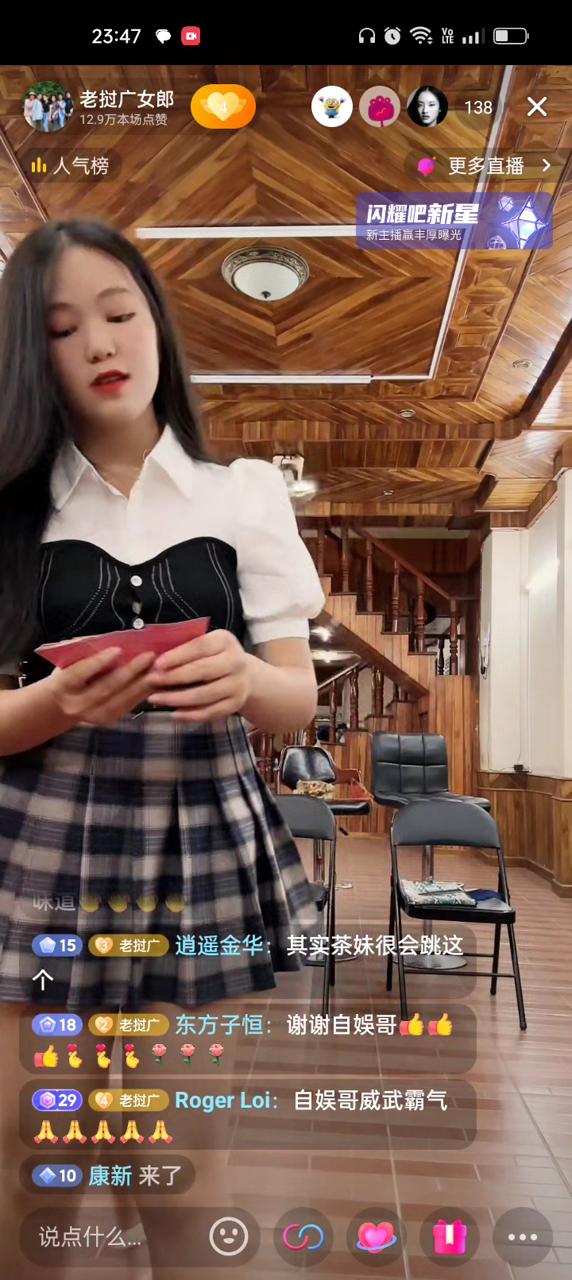 23:47
Vo
LTE
老挝广女郎
12.9万本场点赞
4
138
人气榜
更多直播
闪耀吧新星
新主播赢丰厚曝光
味道👏👏👏👏
15 3 老挝广 逍遥金华：其实茶妹很会跳这
个
18 2 老挝广 东方子恒：谢谢自娱哥👍👍
👍🫰🫰🫰🌹🌹🌹
29 4 老挝广 Roger Loi：自娱哥威武霸气
🙏🙏🙏🙏🙏
10 康新 来了
说点什么...